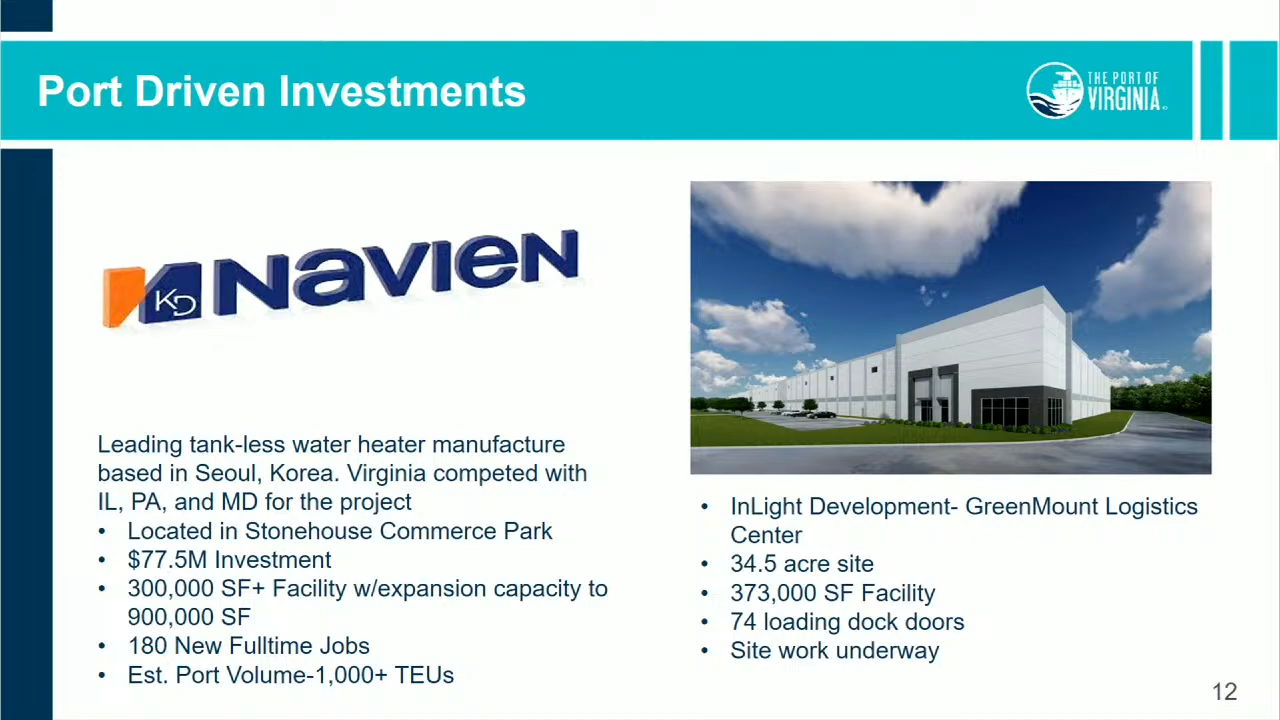 Port Driven Investments
THE PORT OF
VIRGINIA
KD NAVIEN
Leading tank-less water heater manufacture
based in Seoul, Korea. Virginia competed with
IL, PA, and MD for the project
• Located in Stonehouse Commerce Park
• $77.5M Investment
• 300,000 SF+ Facility w/expansion capacity to
900,000 SF
• 180 New Fulltime Jobs
• Est. Port Volume-1,000+ TEUs
• InLight Development- GreenMount Logistics
Center
• 34.5 acre site
• 373,000 SF Facility
• 74 loading dock doors
• Site work underway
12